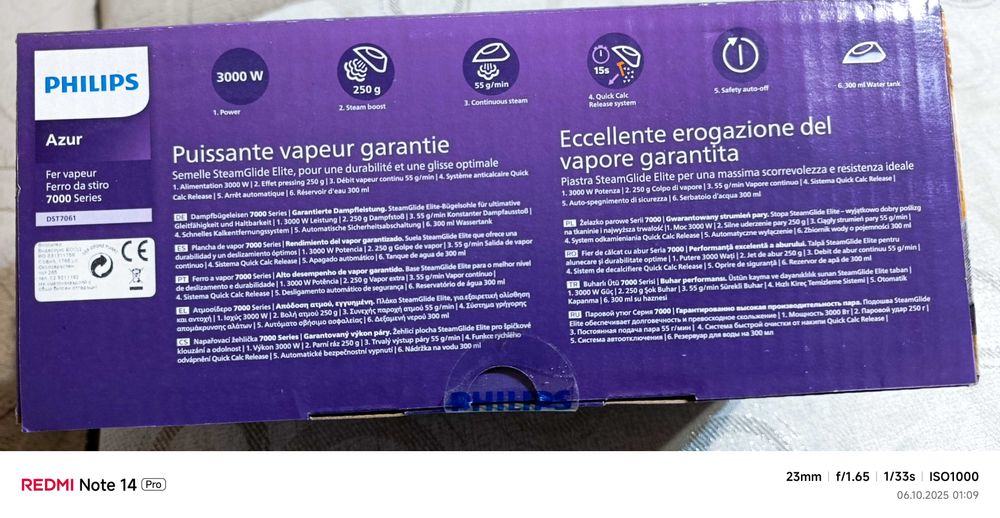 PHILIPS
Azur
Fer vapeur
Ferro da stiro
7000 Series
DST7061
3000 W
1. Power
250 g
2. Steam boost
55 g/min
3. Continuous steam
15s
4. Quick Calc
Release system
5. Safety auto-off
6. 300 ml Water tank
Puissante vapeur garantie
Semelle SteamGlide Elite, pour une durabilité et une glisse optimale
1. Alimentation 3000 W | 2. Effet pressing 250 g | 3. Débit vapeur continu 55 g/min | 4. Système anticalcaire Quick
Calc Release | 5. Arrêt automatique | 6. Réservoir d'eau 300 ml
DE Dampfbügeleisen 7000 Series | Garantierte Dampfleistung. SteamGlide Elite-Bügelsohle für ultimative
Gleitfähigkeit und Haltbarkeit | 1. 3000 W Leistung | 2. 250 g Dampfstoß | 3. 55 g/min Konstanter Dampfausstoß |
4. Schnelles Kalkentfernungssystem | 5. Automatische Sicherheitsabschaltung | 6. 300 ml Wassertank
ES Plancha de vapor 7000 Series | Rendimiento del vapor garantizado. Suela SteamGlide Elite que ofrece una
durabilidad y un deslizamiento óptimos | 1. 3000 W Potencia | 2. 250 g Golpe de vapor | 3. 55 g/min Salida de vapor
continuo | 4. Sistema Quick Calc Release | 5. Apagado automático | 6. Tanque de agua de 300 ml
PT Ferro a vapor 7000 Series | Alto desempenho de vapor garantido. Base SteamGlide Elite para o melhor nível
de deslizamento e durabilidade | 1. 3000 W Potência | 2. 250 g Vapor extra | 3. 55 g/min Vapor contínuo |
4. Sistema Quick Calc Release | 5. Desligamento automático de segurança | 6. Reservatório de água 300 ml
EL Ατμοσίδερο 7000 Series | Απόδοση ατμού, εγγυημένη. Πλάκα SteamGlide Elite, για εξαιρετική ολίσθηση
και αντοχή | 1. Ισχύς 3000 W | 2. Βολή ατμού 250 g | 3. Συνεχής παροχή ατμού 55 g/min | 4. Σύστημα γρήγορης
απομάκρυνσης αλάτων | 5. Αυτόματο σβήσιμο ασφαλείας | 6. Δεξαμενή νερού 300 ml
CS Napařovací žehlička 7000 Series | Garantovaný výkon páry. Žehlicí plocha SteamGlide Elite pro špičkové
klouzání a odolnost | 1. Výkon 3000 W | 2. Parní ráz 250 g | 3. Trvalý výstup páry 55 g/min | 4. Funkce rychlého
odvápnění Quick Calc Release | 5. Automatické bezpečnostní vypnutí | 6. Nádržka na vodu 300 ml
Eccellente erogazione del
vapore garantita
Piastra SteamGlide Elite per una massima scorrevolezza e resistenza ideale
1. 3000 W Potenza | 2. 250 g Colpo di vapore | 3. 55 g/min Vapore continuo | 4. Sistema Quick Calc Release |
5. Auto-spegnimento di sicurezza | 6. Serbatoio d'acqua 300 ml
PL Żelazko parowe Serii 7000 | Gwarantowany strumień pary. Stopa SteamGlide Elite – wyjątkowo dobry poślizg
na tkaninie i najwyższa trwałość | 1. Moc 3000 W | 2. Silne uderzenie pary 250 g | 3. Ciągły strumień pary 55 g/min |
4. System odkamieniania Quick Calc Release | 5. Automatyczne wyłączenie | 6. Zbiornik wody o pojemności 300 ml
RO Fier de călcat cu abur Seria 7000 | Performanță excelentă a aburului. Talpă SteamGlide Elite pentru
alunecare și durabilitate optime | 1. Putere 3000 Wați | 2. Jet de abur 250 g | 3. Abur continuu 55 g/min |
4. Sistem de decalcifiere Quick Calc Release | 5. Oprire de siguranță | 6. Rezervor de apă de 300 ml
TR Buharlı Ütü 7000 Serisi | Buhar performansı. Üstün kayma ve dayanıklılık sunan SteamGlide Elite taban |
1. 3000 W Güç | 2. 250 g Şok Buhar | 3. 55 g/min Sürekli Buhar | 4. Hızlı Kireç Temizleme Sistemi | 5. Otomatik
Kapanma | 6. 300 ml su haznesi
RU Паровой утюг Серия 7000 | Гарантированно высокая производительность пара. Подошва SteamGlide
Elite обеспечивает долговечность и превосходное скольжение | 1. Мощность 3000 Вт | 2. Паровой удар 250 г |
3. Постоянная подача пара 55 г/мин | 4. Система быстрой очистки от накипи Quick Calc Release |
5. Система автоотключения | 6. Резервуар для воды на 300 мл
PHILIPS
REDMI Note 14 Pro
23mm | f/1.65 | 1/33s | ISO1000
06.10.2025 01:09